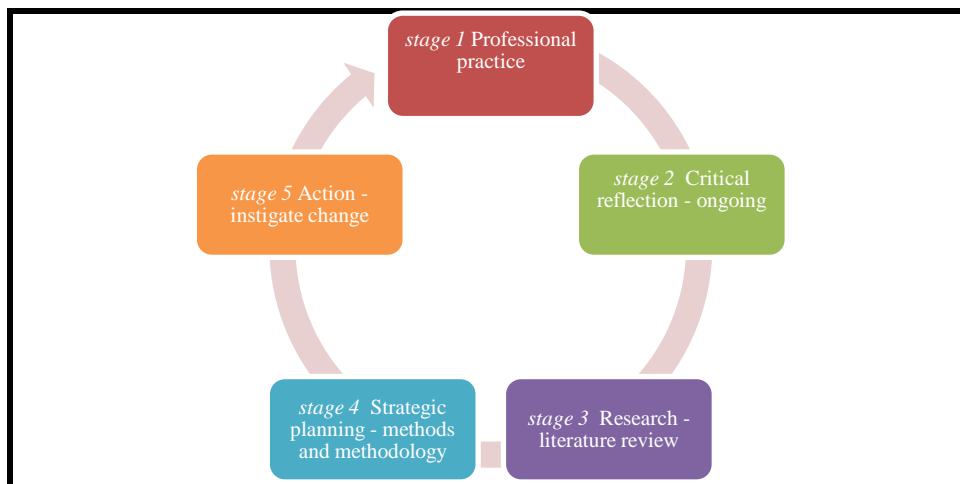 stage 1 Professional
practice
stage 2  Critical
reflection - ongoing
stage 3  Research -
literature review
stage 4  Strategic
planning - methods
and methodology
stage 5 Action -
instigate change